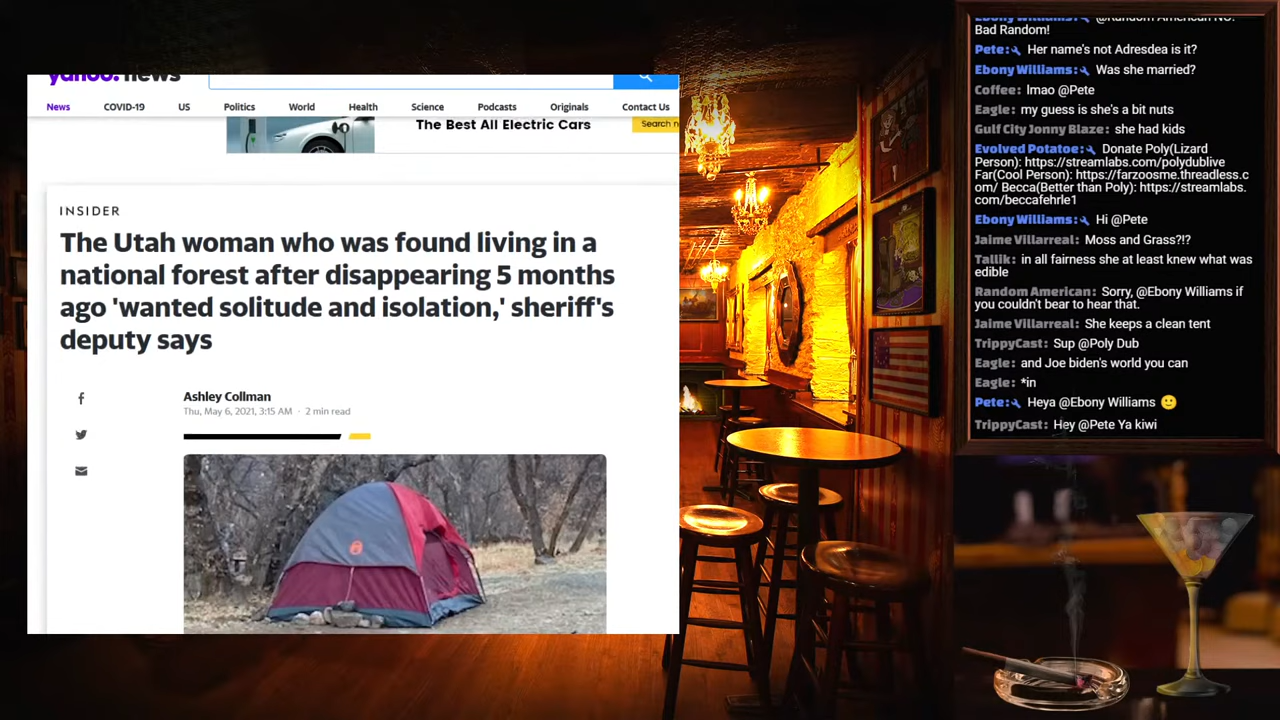 yahoo! news
News COVID-19 US Politics World Health Science Podcasts Originals Contact Us
The Best All Electric Cars
Search n
INSIDER
The Utah woman who was found living in a
national forest after disappearing 5 months
ago 'wanted solitude and isolation,' sheriff's
deputy says
Ashley Collman
Thu, May 6, 2021, 3:15 AM · 2 min read
Ebony Williams: @Random American No!
Bad Random!
Pete: Her name's not Adresdea is it?
Ebony Williams: Was she married?
Coffee: lmao @Pete
Eagle: my guess is she's a bit nuts
Gulf City Jonny Blaze: she had kids
Evolved Potatoe: Donate Poly(Lizard
Person): https://streamlabs.com/polydublive
Far(Cool Person): https://farzoosme.threadless.c
om/ Becca(Better than Poly): https://streamlabs.
com/beccafehrle1
Ebony Williams: Hi @Pete
Jaime Villarreal: Moss and Grass?!?
Tallik: in all fairness she at least knew what was
edible
Random American: Sorry, @Ebony Williams if
you couldn't bear to hear that.
Jaime Villarreal: She keeps a clean tent
TrippyCast: Sup @Poly Dub
Eagle: and Joe biden's world you can
Eagle: *in
Pete: Heya @Ebony Williams 🙂
TrippyCast: Hey @Pete Ya kiwi